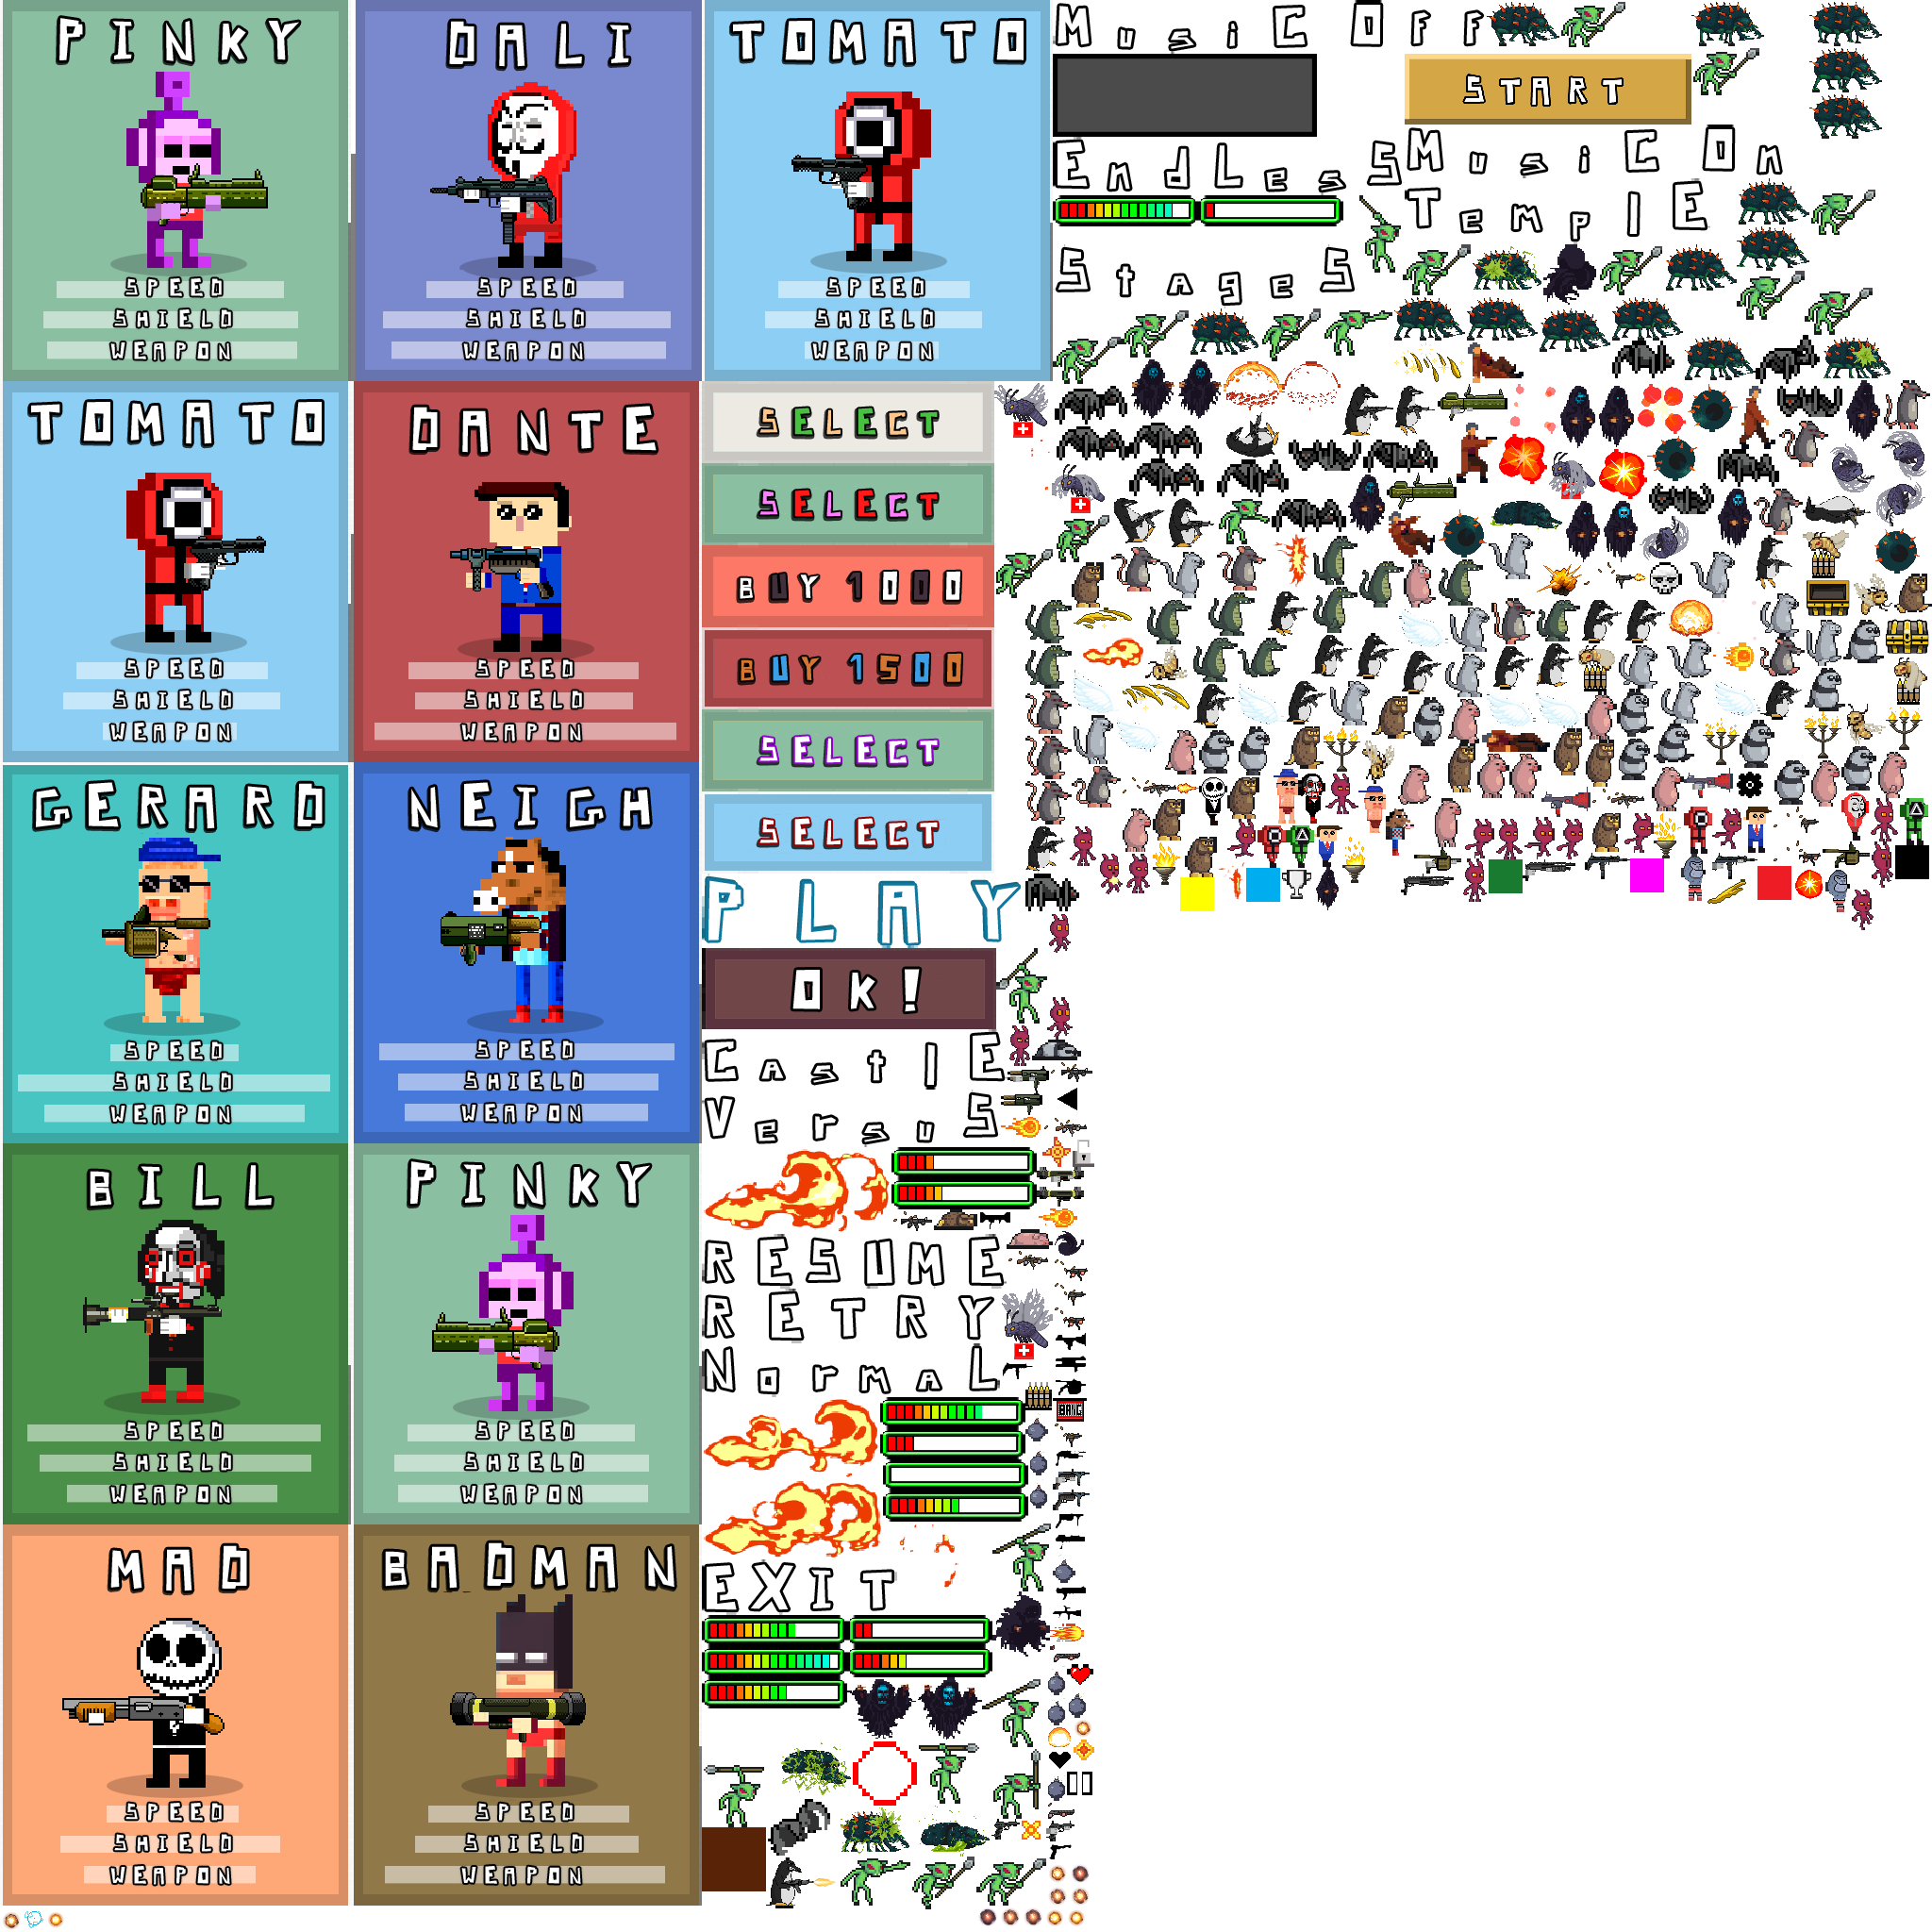 PINKY
SPEED
SHIELD
WEAPON
DALI
SPEED
SHIELD
WEAPON
TOMATO
SPEED
SHIELD
WEAPON
MusiC Off
START
EndLesS
MusiC On
TemplE
StageS
TOMATO
SPEED
SHIELD
WEAPON
DANTE
SPEED
SHIELD
WEAPON
SELECT
SELECT
BUY 1000
BUY 1500
SELECT
SELECT
GERARD
SPEED
SHIELD
WEAPON
NEIGH
SPEED
SHIELD
WEAPON
PLAY
OK!
CastlE
VersuS
BILL
SPEED
SHIELD
WEAPON
PINKY
SPEED
SHIELD
WEAPON
RESUME
RETRY
NormaL
BANG
EXIT
MAD
SPEED
SHIELD
WEAPON
BADMAN
SPEED
SHIELD
WEAPON